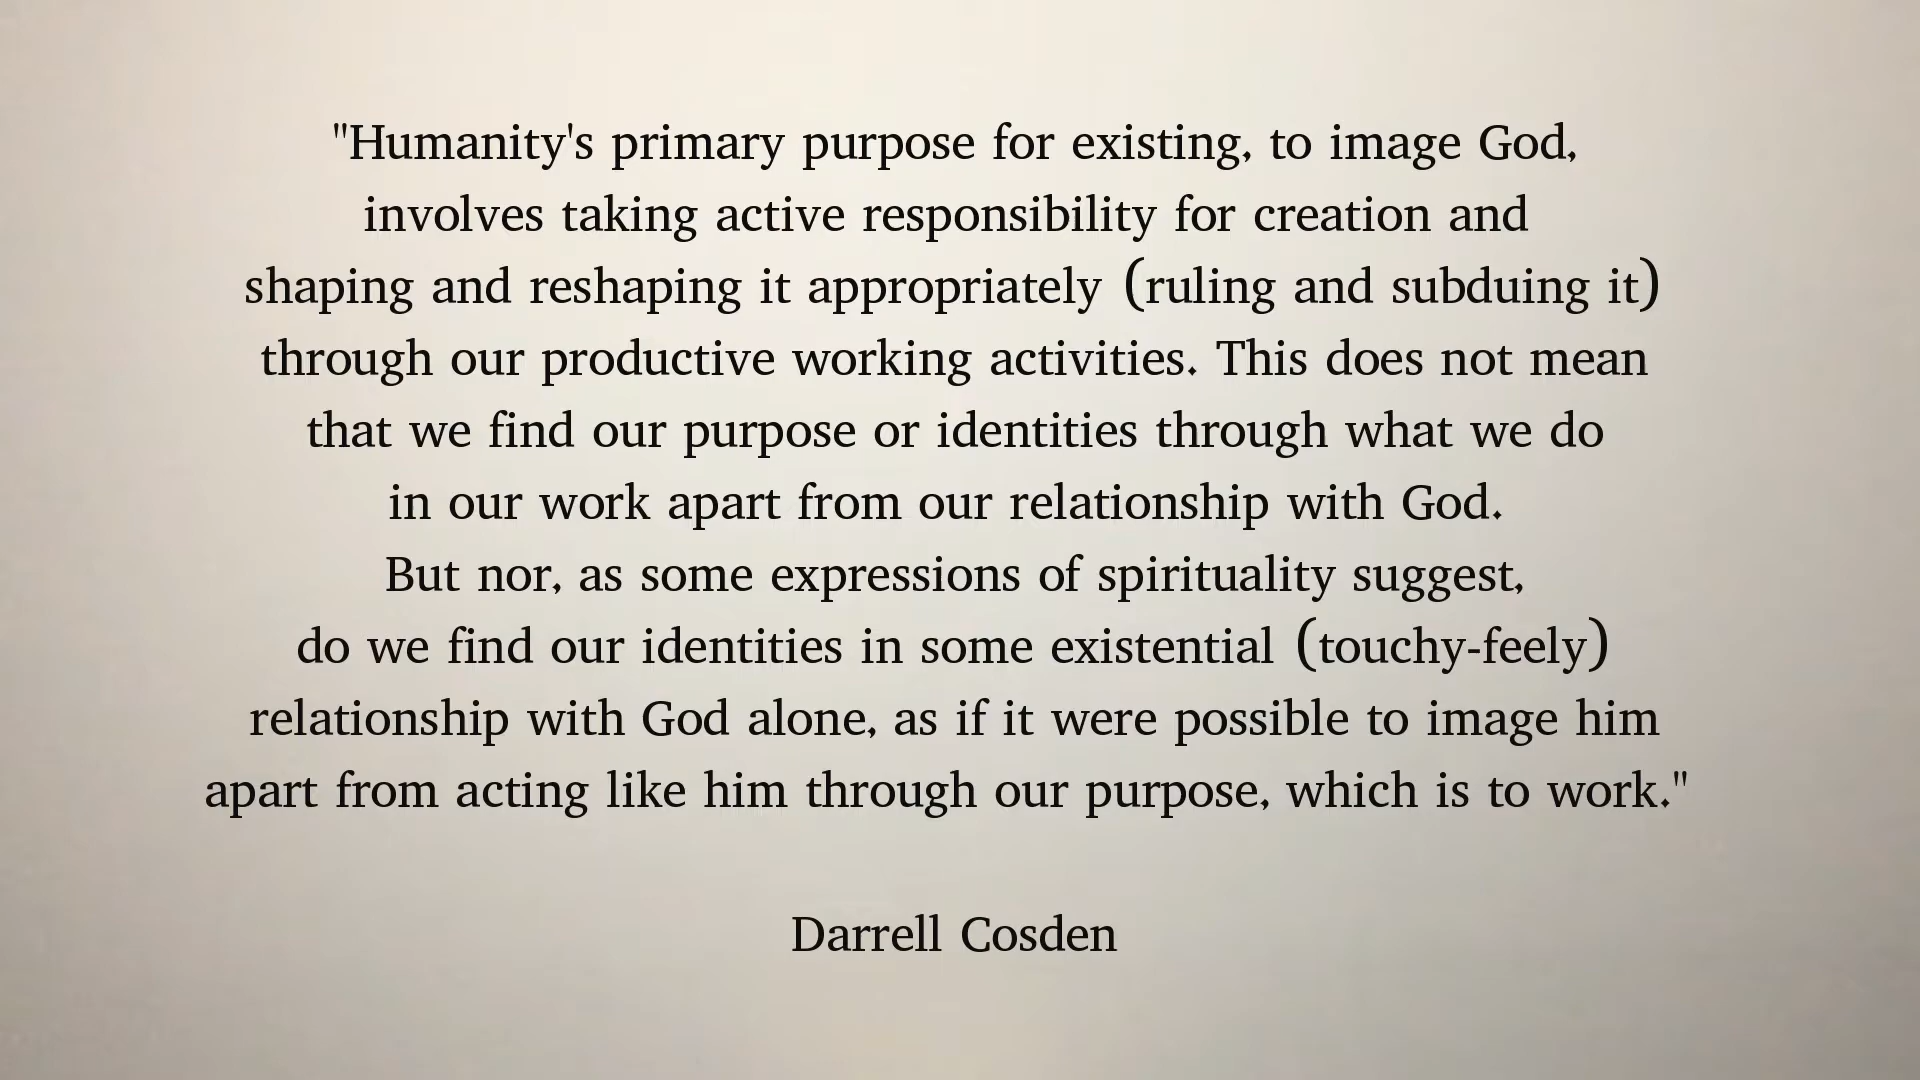 "Humanity's primary purpose for existing, to image God,
involves taking active responsibility for creation and
shaping and reshaping it appropriately (ruling and subduing it)
through our productive working activities. This does not mean
that we find our purpose or identities through what we do
in our work apart from our relationship with God.
But nor, as some expressions of spirituality suggest,
do we find our identities in some existential (touchy-feely)
relationship with God alone, as if it were possible to image him
apart from acting like him through our purpose, which is to work."
Darrell Cosden